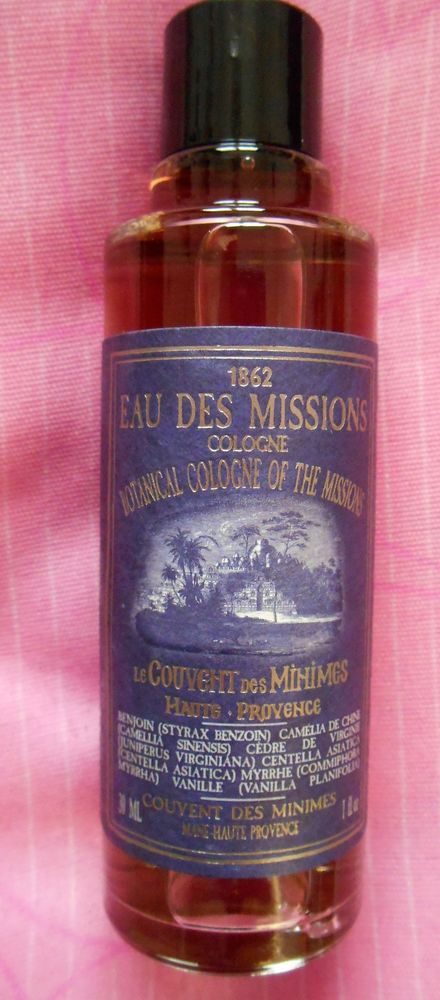 1862
EAU DES MISSIONS
COLOGNE
BOTANICAL COLOGNE OF THE MISSIONS
LE COUVENT DES MINIMES
HAUTE · PROVENCE
BENJOIN (STYRAX BENZOIN) CAMÉLIA DE CHINE
(CAMELLIA SINENSIS) CÈDRE DE VIRGINIE
(JUNIPERUS VIRGINIANA) CENTELLA ASIATICA
(CENTELLA ASIATICA) MYRRHE (COMMIPHORA
MYRRHA) VANILLE (VANILLA PLANIFOLIA)
COUVENT DES MINIMES
30 ML
1 fl oz
MANE-HAUTE PROVENCE